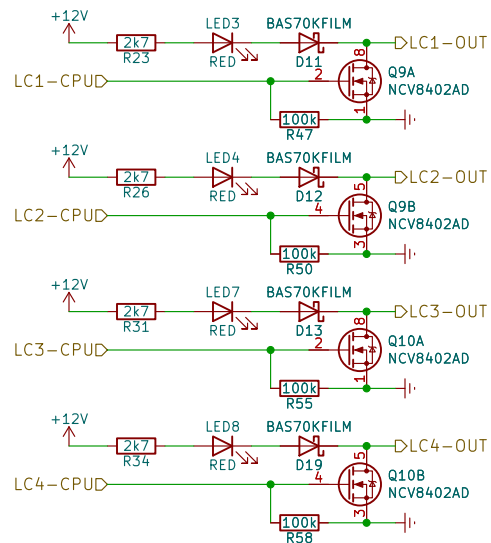 +12V LED3 BAS70KFILM
2k7 LC1-OUT
R23 RED D11 8 Q9A
LC1-CPU 2 NCV8402AD
100k 1
R47
+12V LED4 BAS70KFILM
2k7 LC2-OUT
R26 RED D12 5 Q9B
LC2-CPU 4 NCV8402AD
100k 3
R50
+12V LED7 BAS70KFILM
2k7 LC3-OUT
R31 RED D13 8 Q10A
LC3-CPU 2 NCV8402AD
100k 1
R55
+12V LED8 BAS70KFILM
2k7 LC4-OUT
R34 RED D19 5 Q10B
LC4-CPU 4 NCV8402AD
100k 3
R58